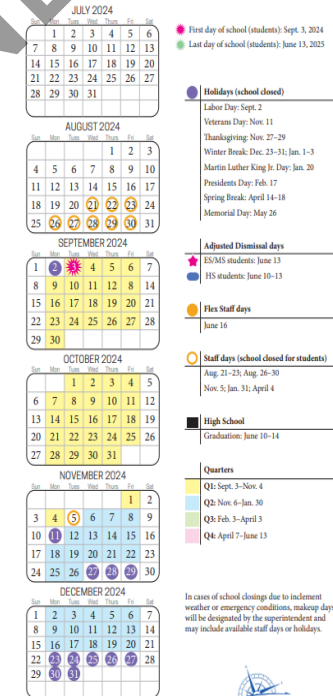 JULY 2024
Sun Mon Tues Wed Thurs Fri Sat
1 2 3 4 5 6
7 8 9 10 11 12 13
14 15 16 17 18 19 20
21 22 23 24 25 26 27
28 29 30 31
AUGUST 2024
Sun Mon Tues Wed Thurs Fri Sat
1 2 3
4 5 6 7 8 9 10
11 12 13 14 15 16 17
18 19 20 21 22 23 24
25 26 27 28 29 30 31
SEPTEMBER 2024
Sun Mon Tues Wed Thurs Fri Sat
1 2 3 4 5 6 7
8 9 10 11 12 13 14
15 16 17 18 19 20 21
22 23 24 25 26 27 28
29 30
OCTOBER 2024
Sun Mon Tues Wed Thurs Fri Sat
1 2 3 4 5
6 7 8 9 10 11 12
13 14 15 16 17 18 19
20 21 22 23 24 25 26
27 28 29 30 31
NOVEMBER 2024
Sun Mon Tues Wed Thurs Fri Sat
1 2
3 4 5 6 7 8 9
10 11 12 13 14 15 16
17 18 19 20 21 22 23
24 25 26 27 28 29 30
DECEMBER 2024
Sun Mon Tues Wed Thurs Fri Sat
1 2 3 4 5 6 7
8 9 10 11 12 13 14
15 16 17 18 19 20 21
22 23 24 25 26 27 28
29 30 31
First day of school (students): Sept. 3, 2024
Last day of school (students): June 13, 2025
Holidays (school closed)
Labor Day: Sept. 2
Veterans Day: Nov. 11
Thanksgiving: Nov. 27–29
Winter Break: Dec. 23–31; Jan. 1–3
Martin Luther King Jr. Day: Jan. 20
Presidents Day: Feb. 17
Spring Break: April 14–18
Memorial Day: May 26
Adjusted Dismissal days
ES/MS students: June 13
HS students: June 10–13
Flex Staff days
June 16
Staff days (school closed for students)
Aug. 21–23; Aug. 26–30
Nov. 5; Jan. 31; April 4
High School
Graduation: June 10–14
Quarters
Q1: Sept. 3–Nov. 4
Q2: Nov. 6–Jan. 30
Q3: Feb. 3–April 3
Q4: April 7–June 13
In cases of school closings due to inclement
weather or emergency conditions, makeup days
will be designated by the superintendent and
may include available staff days or holidays.